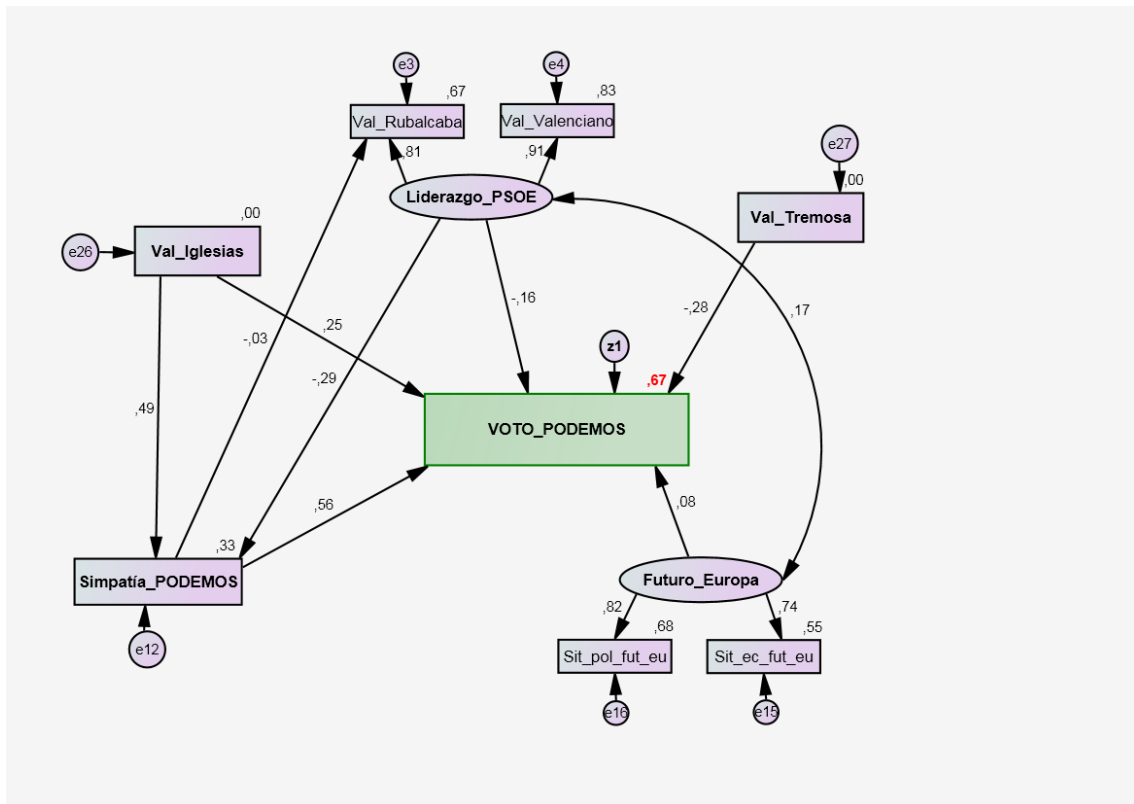 e3
e4
,67
,83
Val_Rubalcaba
Val_Valenciano
e27
,81
,91
,00
Liderazgo_PSOE
Val_Tremosa
,00
e26
Val_Iglesias
-,16
-,28
,17
,25
-,03
z1
-,29
,67
,49
VOTO_PODEMOS
,56
,08
,33
Simpatía_PODEMOS
Futuro_Europa
,82
,74
,68
,55
e12
Sit_pol_fut_eu
Sit_ec_fut_eu
e16
e15